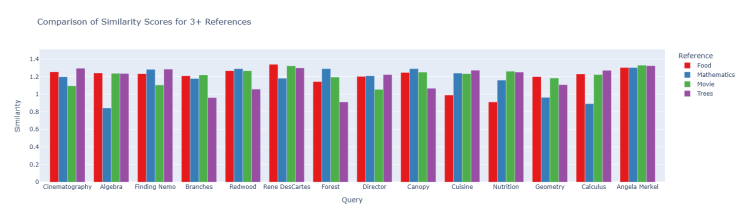 Comparison of Similarity Scores for 3+ References
Reference
Food
Mathematics
Movie
Trees
Similarity
1.4
1.2
1
0.8
0.6
0.4
0.2
0
Cinematography Algebra Finding Nemo Branches Redwood Rene DesCartes Forest Director Canopy Cuisine Nutrition Geometry Calculus Angela Merkel
Query